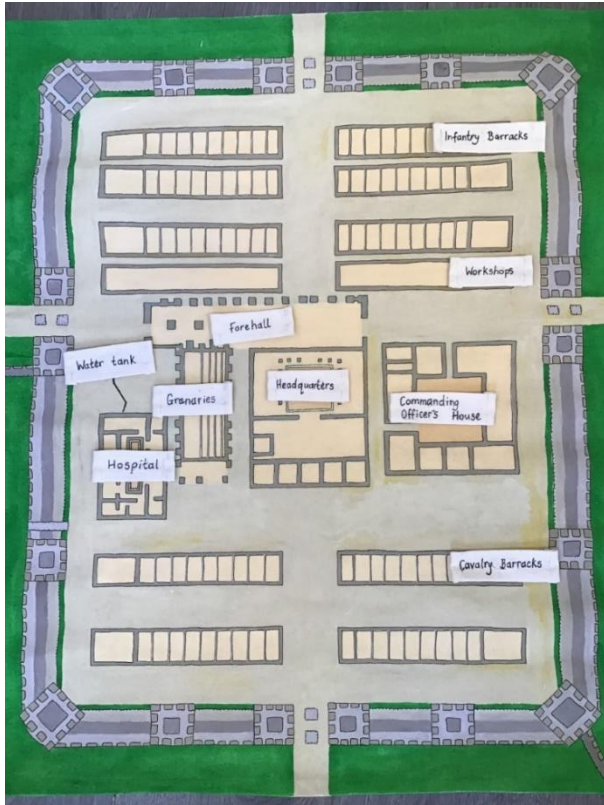 Infantry Barracks
Workshops
Forehall
Water tank
Headquarters
Granaries
Commanding
Officer's House
Hospital
Cavalry Barracks